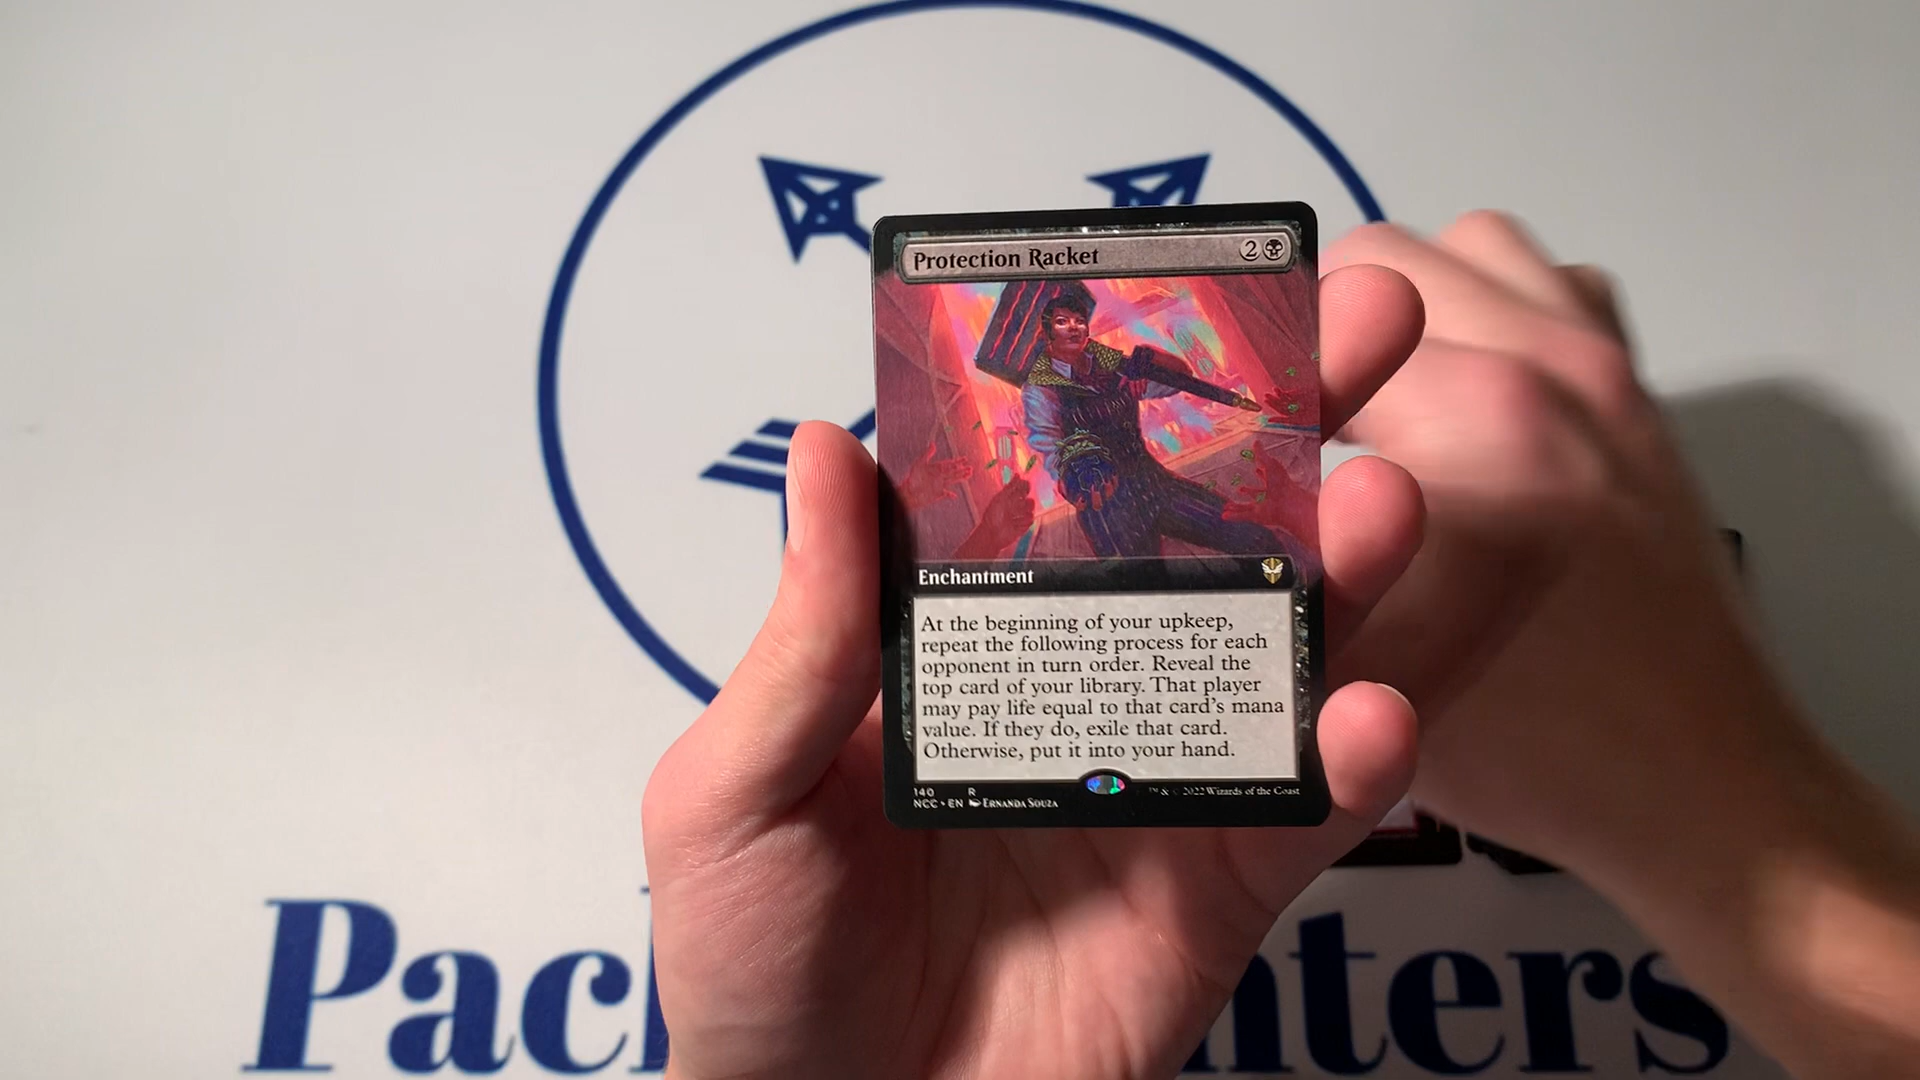 Protection Racket 2
Enchantment
At the beginning of your upkeep,
repeat the following process for each
opponent in turn order. Reveal the
top card of your library. That player
may pay life equal to that card's mana
value. If they do, exile that card.
Otherwise, put it into your hand.
140 R
NCC • EN ERNANDA SOUZA
™ & © 2022 Wizards of the Coast
Pac nters